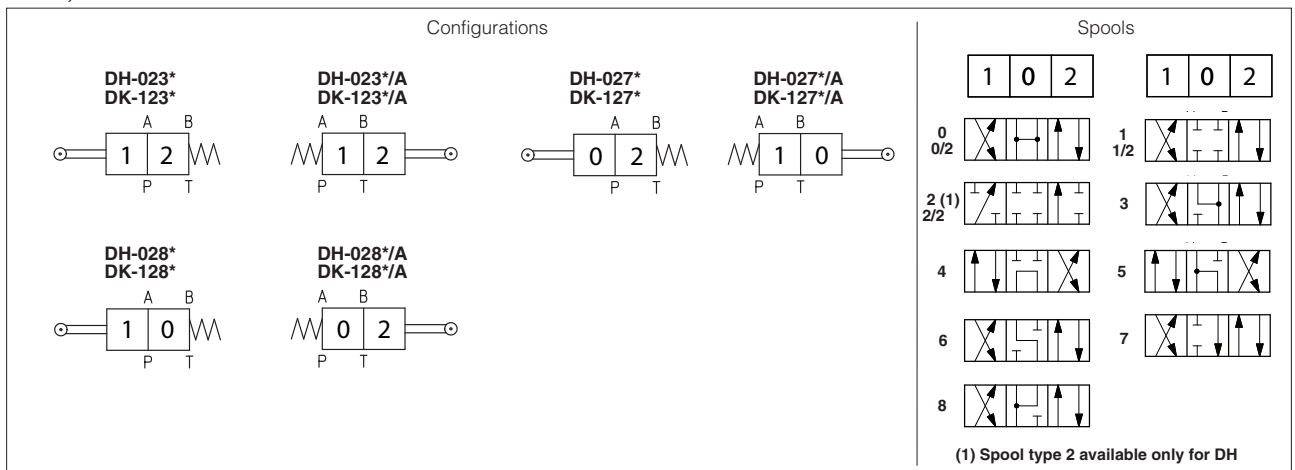 Configurations
Spools
DH-023*
DK-123*
DH-023*/A
DK-123*/A
DH-027*
DK-127*
DH-027*/A
DK-127*/A
A B
1 2
P T
A B
1 2
P T
A B
0 2
P T
A B
1 0
P T
DH-028*
DK-128*
DH-028*/A
DK-128*/A
A B
1 0
P T
A B
0 2
P T
1 0 2
1 0 2
0
0/2
1
1/2
2 (1)
2/2
3
4
5
6
7
8
(1) Spool type 2 available only for DH